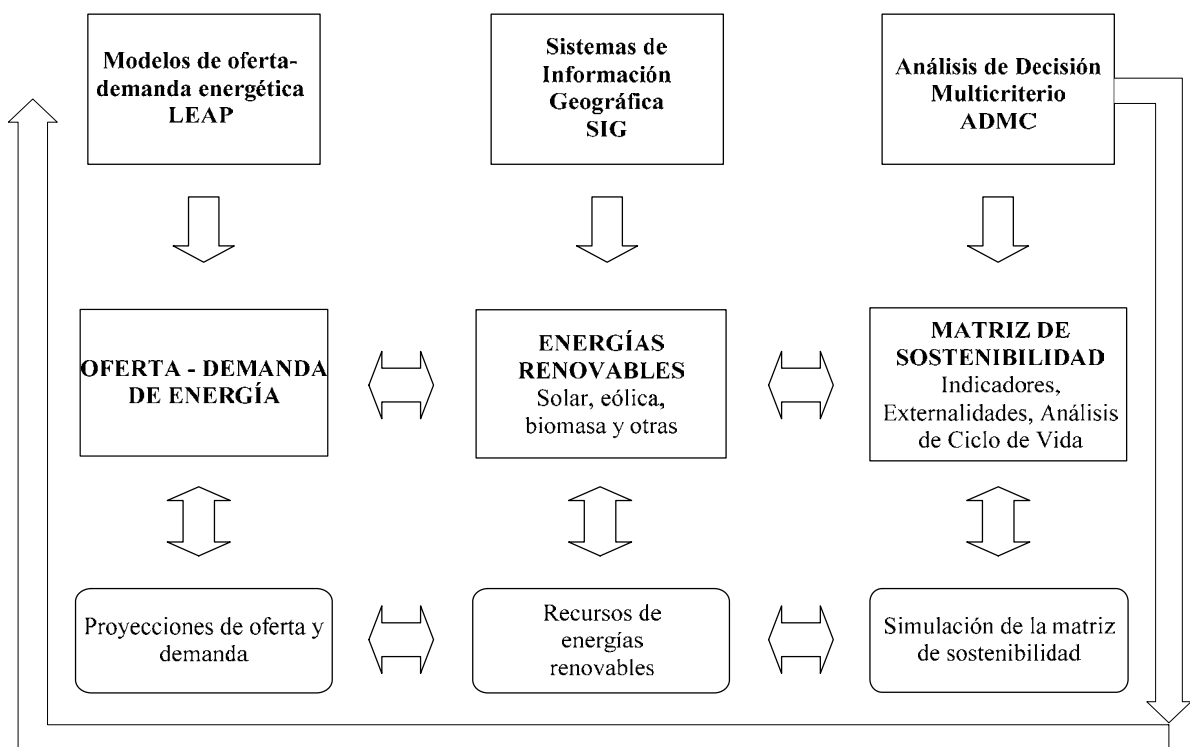 Modelos de oferta-
demanda energética
LEAP
Sistemas de
Información
Geográfica
SIG
Análisis de Decisión
Multicriterio
ADMC
OFERTA - DEMANDA
DE ENERGÍA
ENERGÍAS
RENOVABLES
Solar, eólica,
biomasa y otras
MATRIZ DE
SOSTENIBILIDAD
Indicadores,
Externalidades, Análisis
de Ciclo de Vida
Proyecciones de oferta y
demanda
Recursos de
energías
renovables
Simulación de la matriz
de sostenibilidad